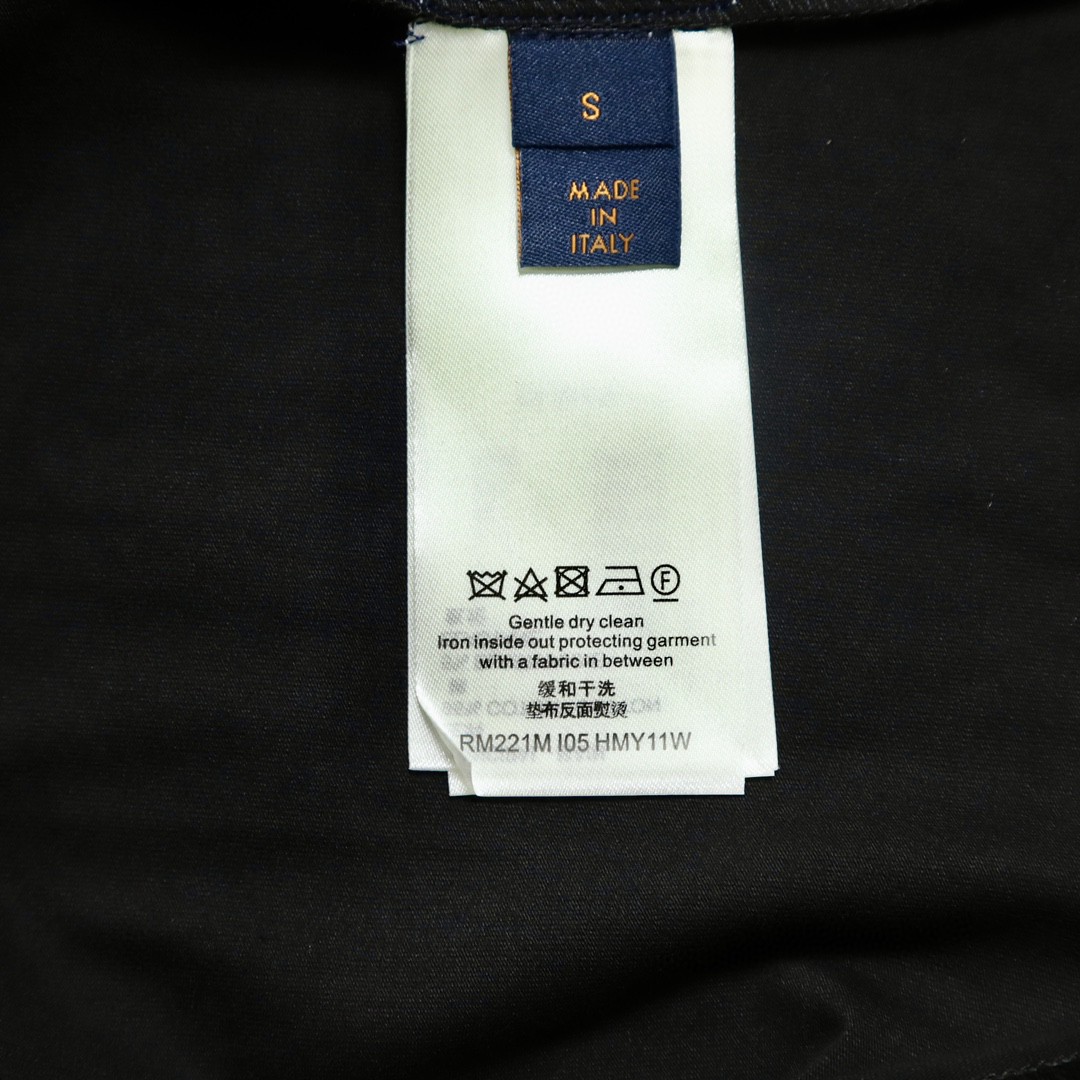 S
MADE
IN
ITALY
F
Gentle dry clean
Iron inside out protecting garment
with a fabric in between
缓和干洗
垫布反面熨烫
RM221M I05 HMY11W